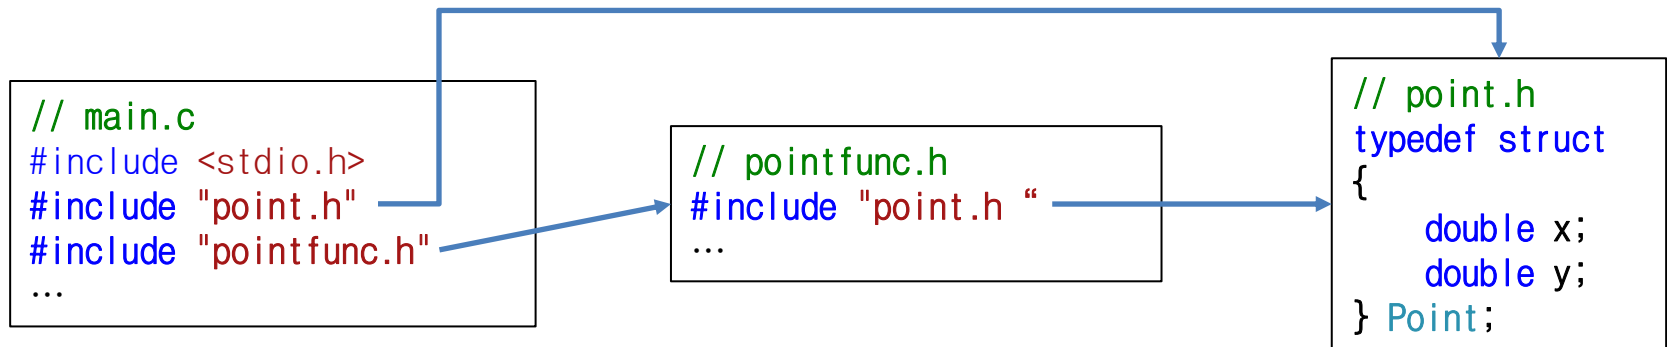 // main.c
#include <stdio.h>
#include "point.h"
#include "pointfunc.h"
…
// pointfunc.h
#include "point.h “
…
// point.h
typedef struct
{
    double x;
    double y;
} Point;